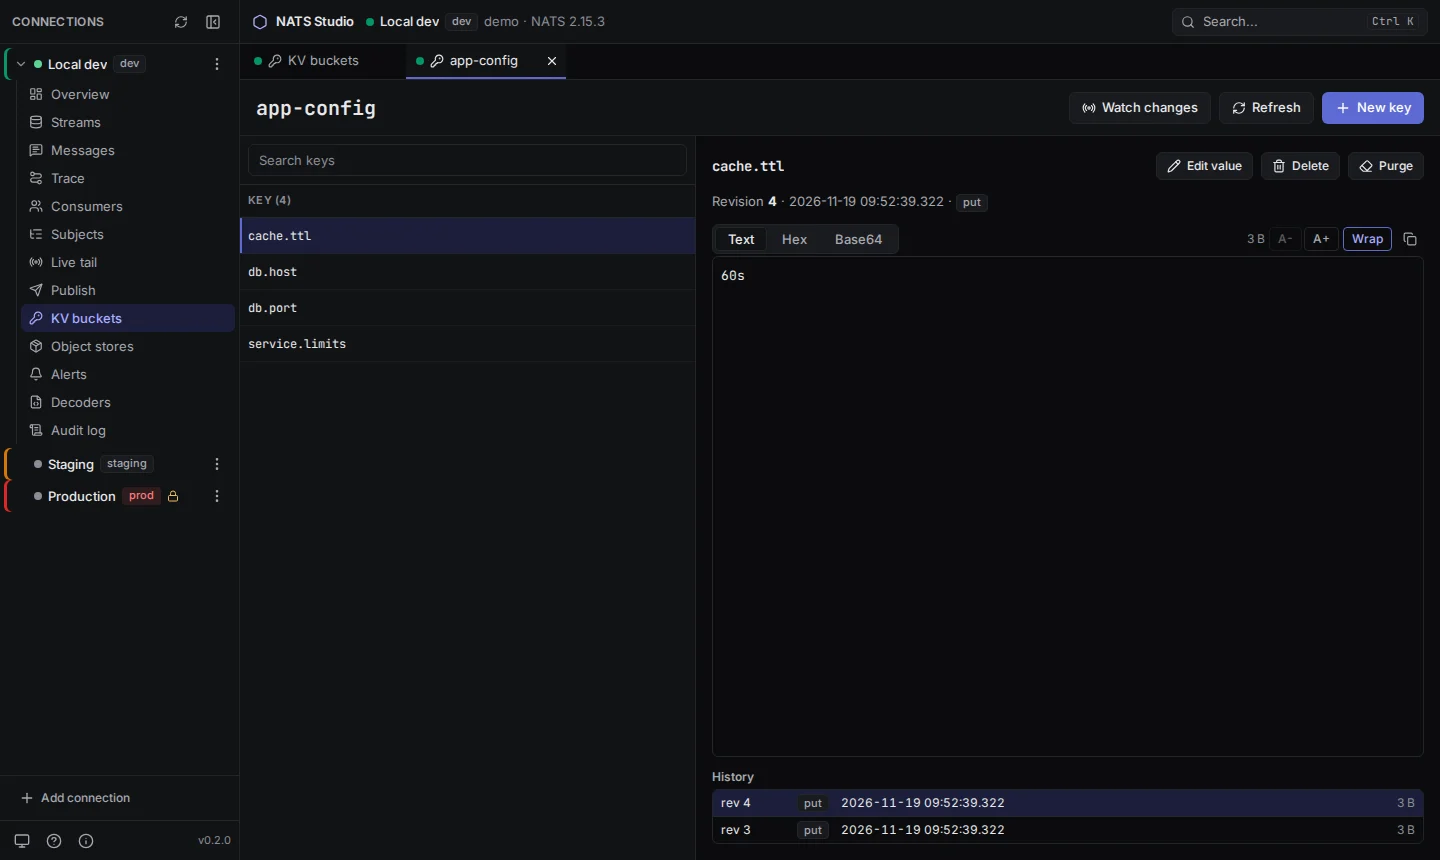 CONNECTIONS
NATS Studio Local dev dev demo · NATS 2.15.3
Search... Ctrl K
Local dev dev
Overview
Streams
Messages
Trace
Consumers
Subjects
Live tail
Publish
KV buckets
Object stores
Alerts
Decoders
Audit log
Staging staging
Production prod
Add connection
v0.2.0
KV buckets app-config
app-config
Watch changes Refresh New key
Search keys
KEY (4)
cache.ttl
db.host
db.port
service.limits
cache.ttl
Edit value Delete Purge
Revision 4 · 2026-11-19 09:52:39.322 · put
Text Hex Base64 3 B A- A+ Wrap
60s
History
rev 4 put 2026-11-19 09:52:39.322 3 B
rev 3 put 2026-11-19 09:52:39.322 3 B